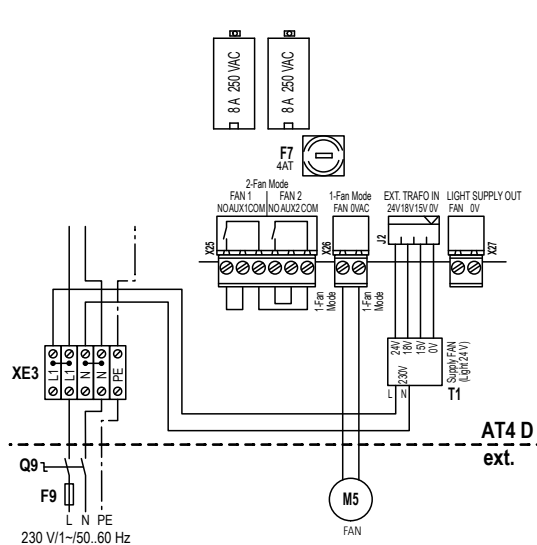 8 A 250 VAC
8 A 250 VAC
F7
4AT
2-Fan Mode
FAN 1
FAN 2
NO AUX1 COM NO AUX2 COM
1-Fan Mode
FAN 0VAC
EXT. TRAFO IN
24V 18V 15V 0V
LIGHT SUPPLY OUT
FAN 0V
X25
X26
J2
X27
1-Fan Mode
1-Fan Mode
24V 18V 15V 0V
230V
Supply FAN
(Light 24 V)
L N
T1
XE3
L1 L1 N N PE
AT4 D
ext.
Q9
F9
M5
FAN
L N PE
230 V/1~/50..60 Hz